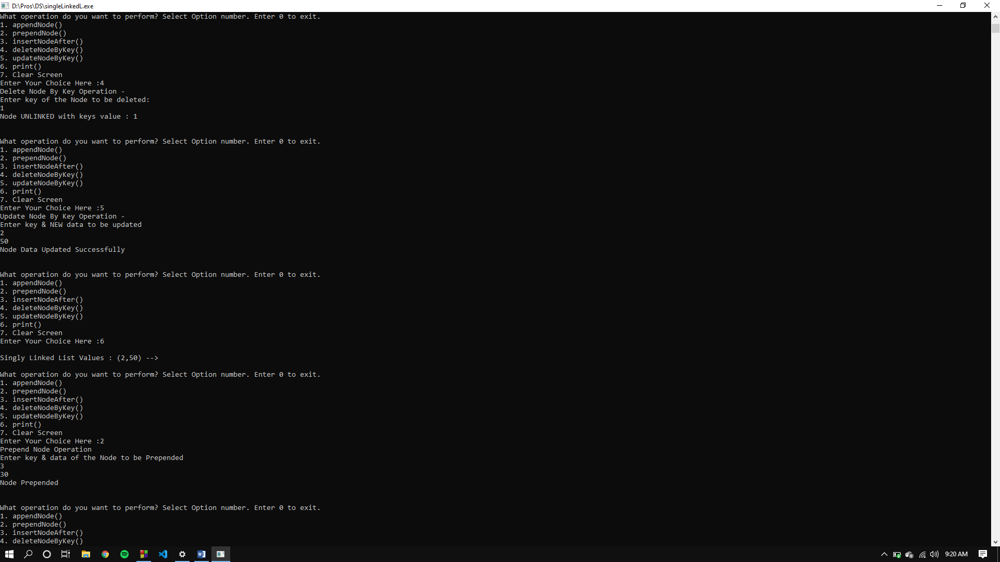 D:\Pros\DS\singleLinkedL.exe
What operation do you want to perform? Select Option number. Enter 0 to exit.
1. appendNode()
2. prependNode()
3. insertNodeAfter()
4. deleteNodeByKey()
5. updateNodeByKey()
6. print()
7. Clear Screen
Enter Your Choice Here :4
Delete Node By Key Operation -
Enter key of the Node to be deleted:
1
Node UNLINKED with keys value : 1
What operation do you want to perform? Select Option number. Enter 0 to exit.
1. appendNode()
2. prependNode()
3. insertNodeAfter()
4. deleteNodeByKey()
5. updateNodeByKey()
6. print()
7. Clear Screen
Enter Your Choice Here :5
Update Node By Key Operation -
Enter key & NEW data to be updated
2
50
Node Data Updated Successfully
What operation do you want to perform? Select Option number. Enter 0 to exit.
1. appendNode()
2. prependNode()
3. insertNodeAfter()
4. deleteNodeByKey()
5. updateNodeByKey()
6. print()
7. Clear Screen
Enter Your Choice Here :6
Singly Linked List Values : (2,50) -->
What operation do you want to perform? Select Option number. Enter 0 to exit.
1. appendNode()
2. prependNode()
3. insertNodeAfter()
4. deleteNodeByKey()
5. updateNodeByKey()
6. print()
7. Clear Screen
Enter Your Choice Here :2
Prepend Node Operation
Enter key & data of the Node to be Prepended
3
30
Node Prepended
What operation do you want to perform? Select Option number. Enter 0 to exit.
1. appendNode()
2. prependNode()
3. insertNodeAfter()
4. deleteNodeByKey()
9:20 AM